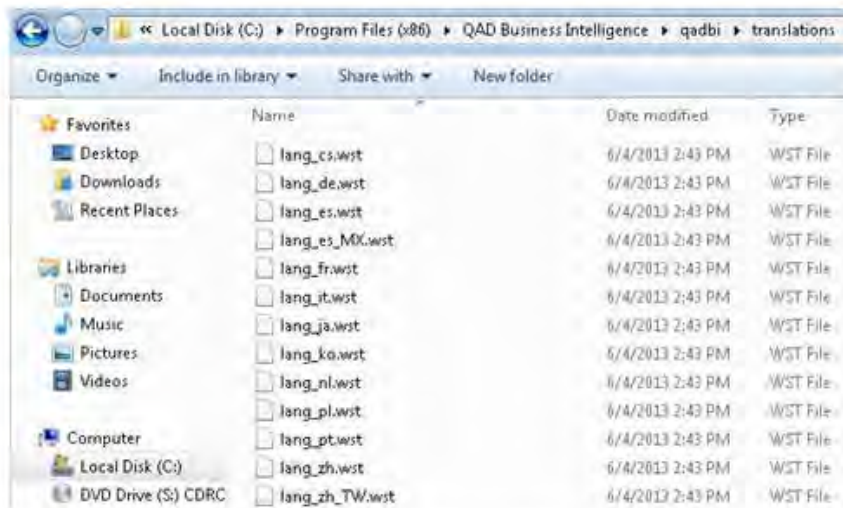 « Local Disk (C:) ▸ Program Files (x86) ▸ QAD Business Intelligence ▸ qadbi ▸ translations
Organize Include in library Share with New folder
Favorites
Desktop
Downloads
Recent Places
Libraries
Documents
Music
Pictures
Videos
Computer
Local Disk (C:)
DVD Drive (S:) CDRC
Name Date modified Type
lang_cs.wst 6/4/2013 2:43 PM WST File
lang_de.wst 6/4/2013 2:43 PM WST File
lang_es.wst 6/4/2013 2:43 PM WST File
lang_es_MX.wst 6/4/2013 2:43 PM WST File
lang_fr.wst 6/4/2013 2:43 PM WST File
lang_it.wst 6/4/2013 2:43 PM WST File
lang_ja.wst 6/4/2013 2:43 PM WST File
lang_ko.wst 6/4/2013 2:43 PM WST File
lang_nl.wst 6/4/2013 2:43 PM WST File
lang_pl.wst 6/4/2013 2:43 PM WST File
lang_pt.wst 6/4/2013 2:43 PM WST File
lang_zh.wst 6/4/2013 2:43 PM WST File
lang_zh_TW.wst 6/4/2013 2:43 PM WST File